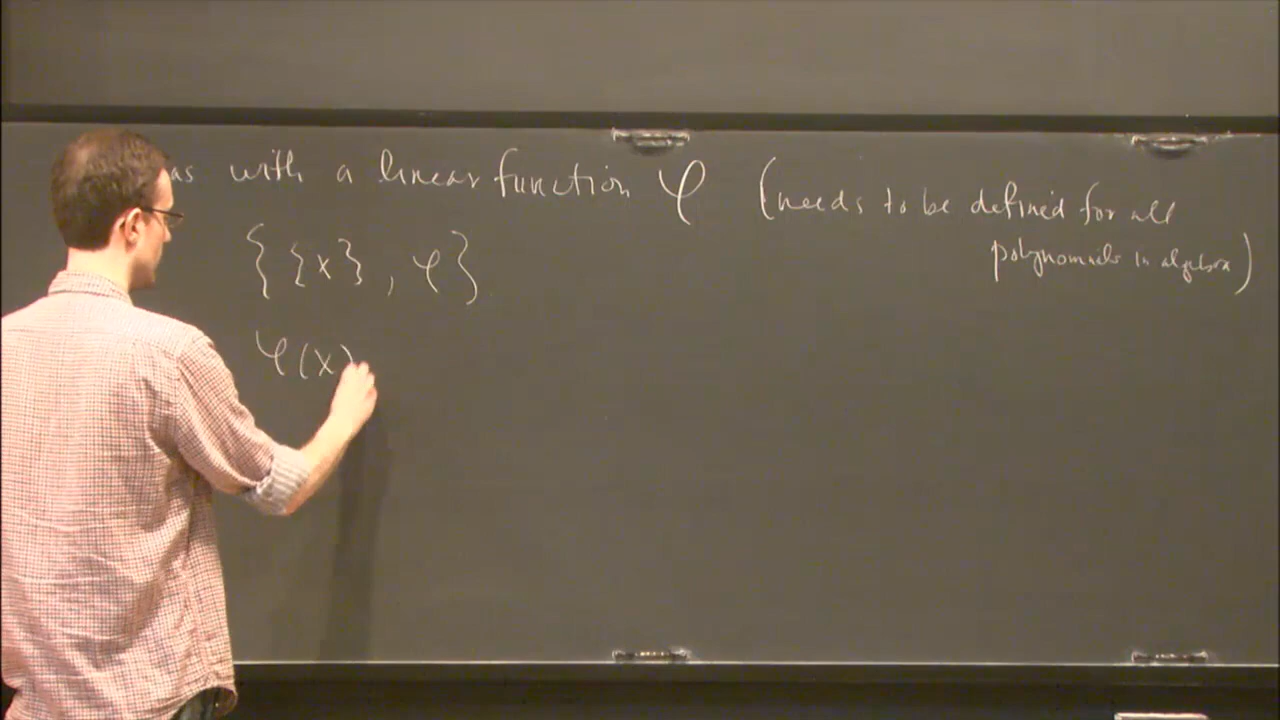 as with a linear function φ (needs to be defined for all
polynomials in algebra)
{ {x} , φ }
φ(x)